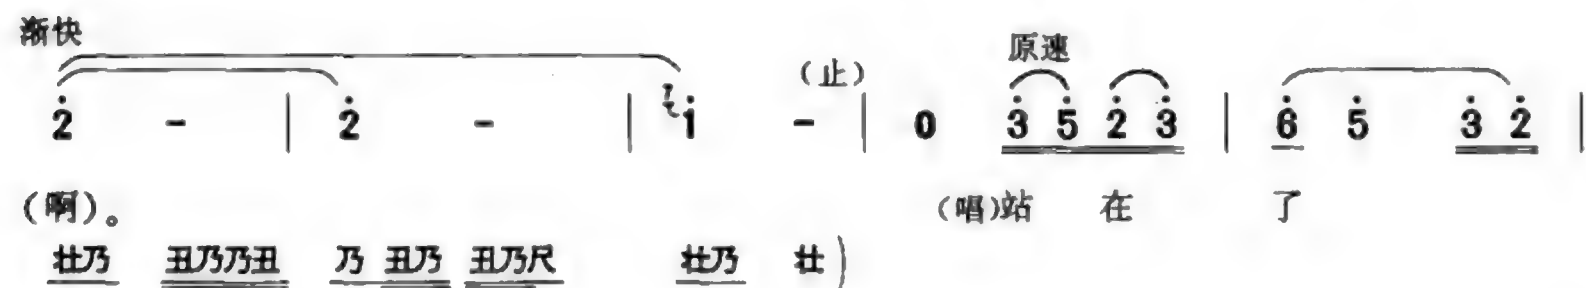 渐快
(止) 原速
2̇ - | 2̇ - | 7̇1̇ - | 0 3̇ 5̇ 2̇ 3̇ | 6̇ 5̇ 3̇ 2̇ |
(啊)。 (唱)站 在 了
壮乃 丑乃乃丑 乃 丑乃 丑乃尺 壮乃 壮)